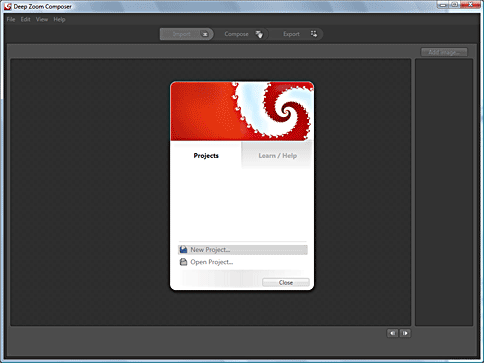 Deep Zoom Composer
File Edit View Help
Import Compose Export
Add image...
Projects Learn / Help
New Project...
Open Project...
Close